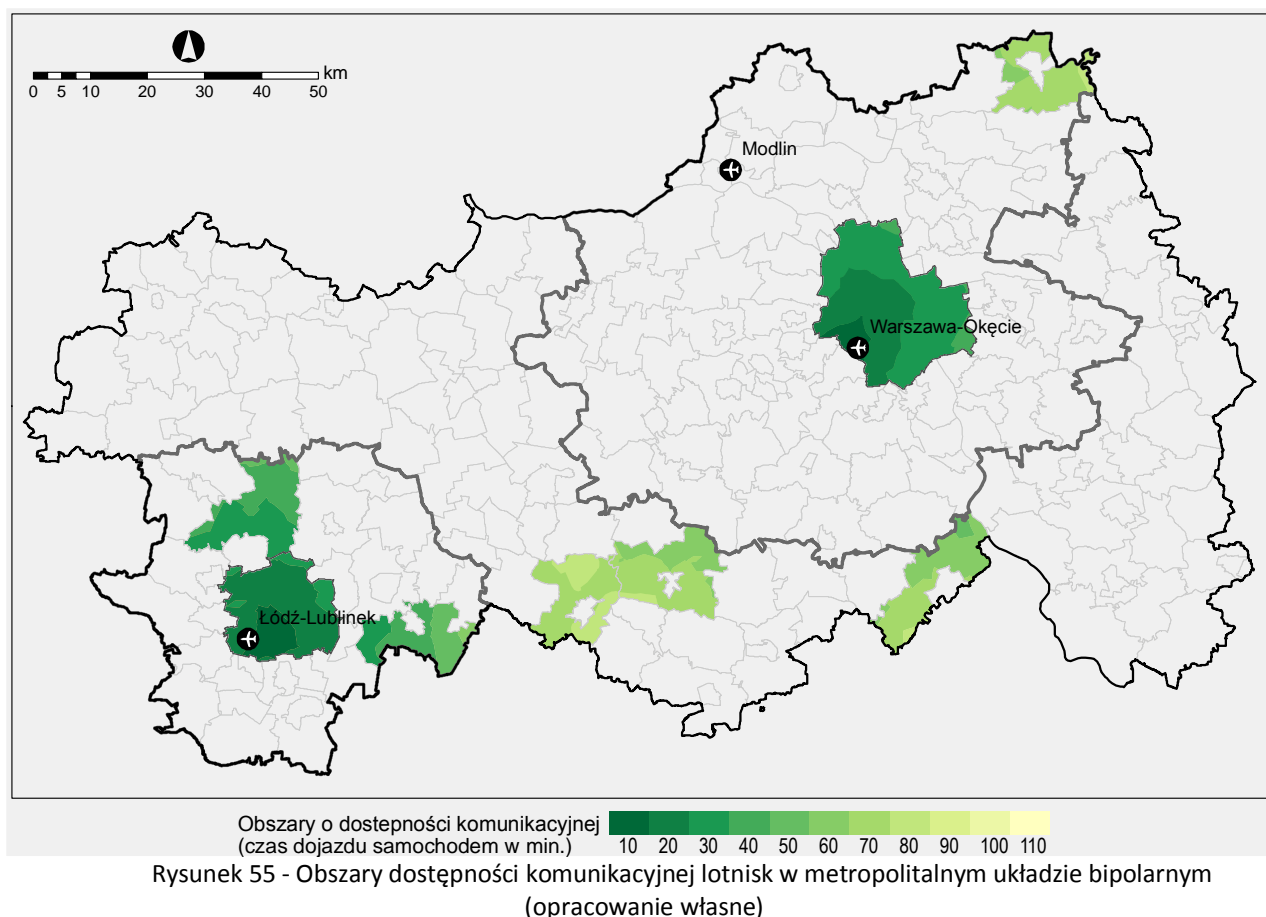 km
0 5 10 20 30 40 50
Modlin
Warszawa-Okęcie
Łódź-Lublinek
Obszary o dostepności komunikacyjnej
(czas dojazdu samochodem w min.)
10 20 30 40 50 60 70 80 90 100 110
Rysunek 55 - Obszary dostępności komunikacyjnej lotnisk w metropolitalnym układzie bipolarnym
(opracowanie własne)